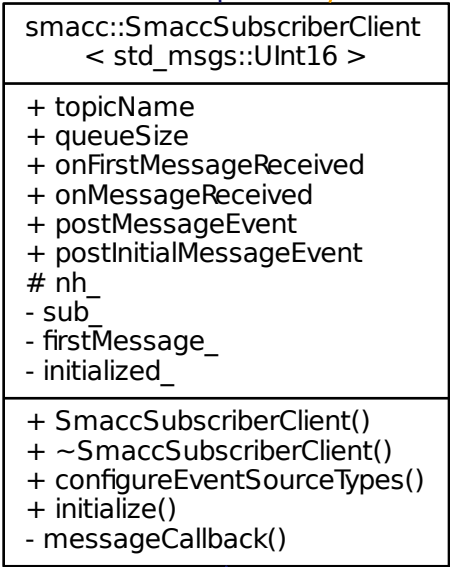 smacc::SmaccSubscriberClient
< std_msgs::UInt16 >
+ topicName
+ queueSize
+ onFirstMessageReceived
+ onMessageReceived
+ postMessageEvent
+ postInitialMessageEvent
# nh_
- sub_
- firstMessage_
- initialized_
+ SmaccSubscriberClient()
+ ~SmaccSubscriberClient()
+ configureEventSourceTypes()
+ initialize()
- messageCallback()